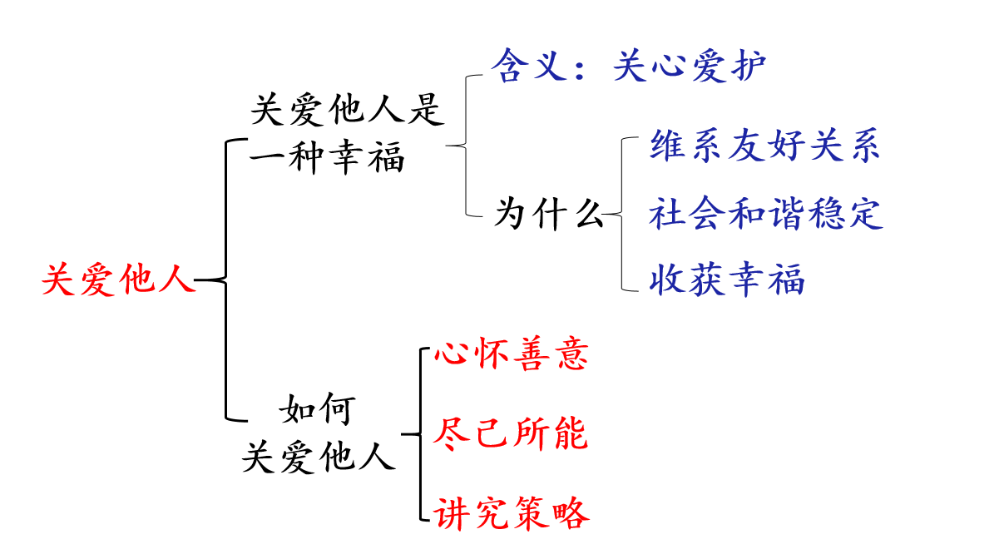 关爱他人
关爱他人是
一种幸福
含义：关心爱护
为什么
维系友好关系
社会和谐稳定
收获幸福
如何
关爱他人
心怀善意
尽己所能
讲究策略